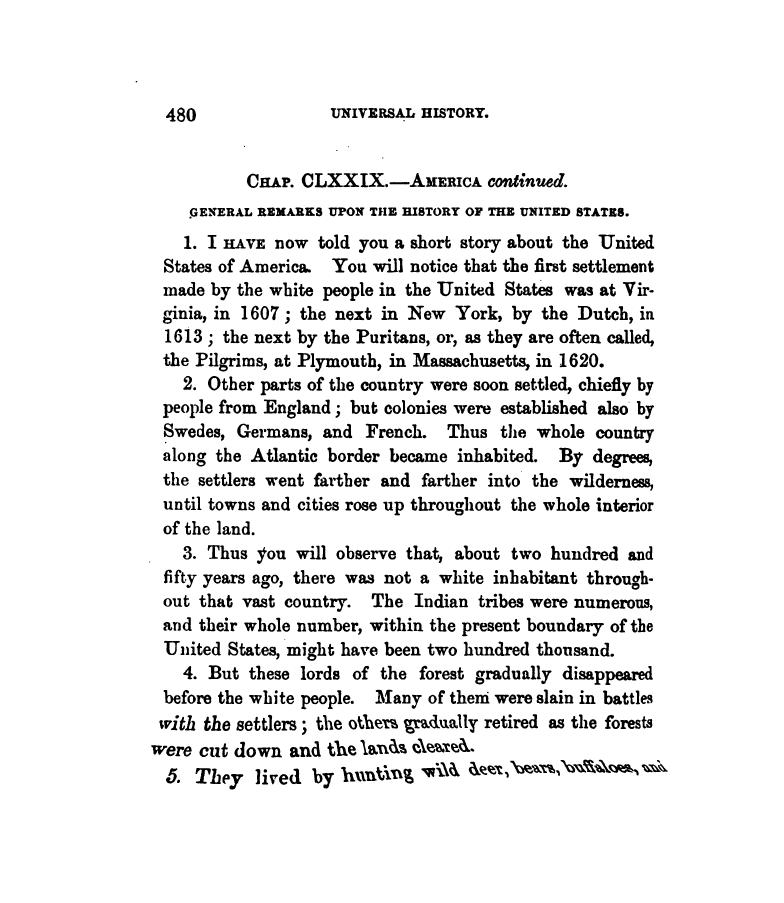 480 UNIVERSAL HISTORY.
CHAP. CLXXIX.—AMERICA continued.
GENERAL REMARKS UPON THE HISTORY OF THE UNITED STATES.
1. I HAVE now told you a short story about the United
States of America. You will notice that the first settlement
made by the white people in the United States was at Vir-
ginia, in 1607; the next in New York, by the Dutch, in
1613; the next by the Puritans, or, as they are often called,
the Pilgrims, at Plymouth, in Massachusetts, in 1620.
2. Other parts of the country were soon settled, chiefly by
people from England; but colonies were established also by
Swedes, Germans, and French. Thus the whole country
along the Atlantic border became inhabited. By degrees,
the settlers went farther and farther into the wilderness,
until towns and cities rose up throughout the whole interior
of the land.
3. Thus you will observe that, about two hundred and
fifty years ago, there was not a white inhabitant through-
out that vast country. The Indian tribes were numerous,
and their whole number, within the present boundary of the
United States, might have been two hundred thousand.
4. But these lords of the forest gradually disappeared
before the white people. Many of them were slain in battles
with the settlers; the others gradually retired as the forests
were cut down and the lands cleared.
5. They lived by hunting wild deer, bears, buffaloes, and